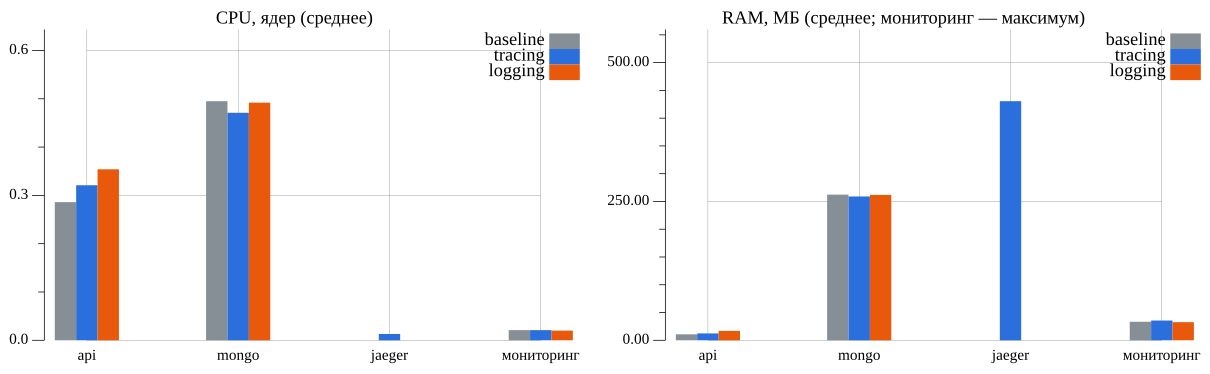 CPU, ядер (среднее)
baseline
tracing
logging
0.6
0.3
0.0
api
mongo
jaeger
мониторинг
RAM, МБ (среднее; мониторинг — максимум)
baseline
tracing
logging
500.00
250.00
0.00
api
mongo
jaeger
мониторинг